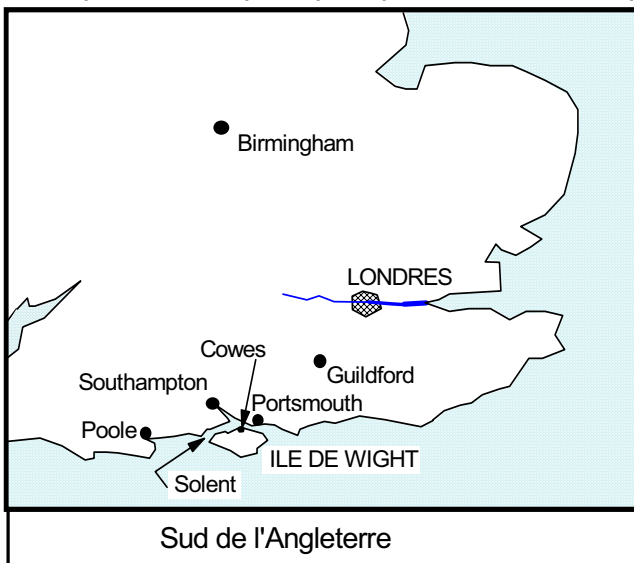 Birmingham
LONDRES
Cowes
Guildford
Southampton
Portsmouth
Poole
ILE DE WIGHT
Solent
Sud de l'Angleterre